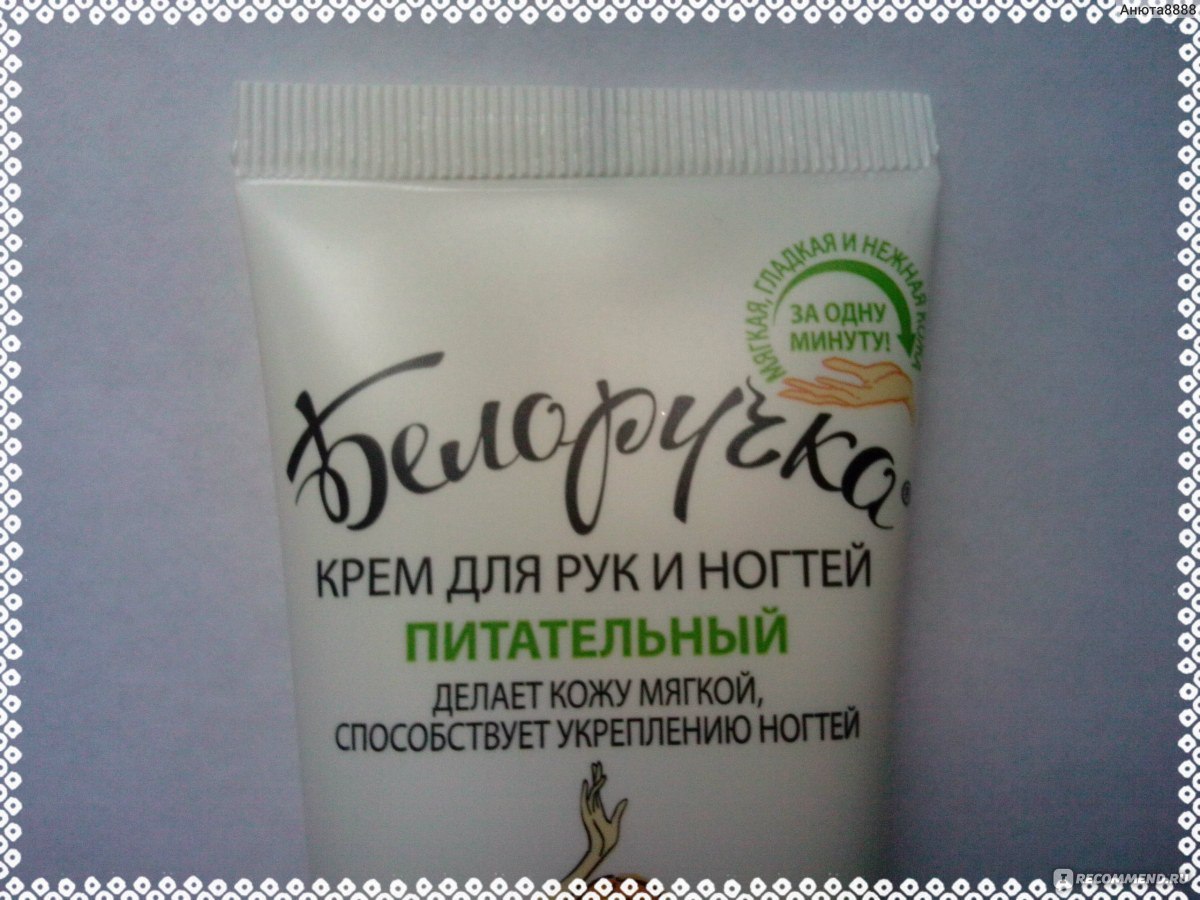 Анюта8888
МЯГКАЯ, ГЛАДКАЯ И НЕЖНАЯ КОЖА
ЗА ОДНУ
МИНУТУ!
Белоручка®
КРЕМ ДЛЯ РУК И НОГТЕЙ
ПИТАТЕЛЬНЫЙ
ДЕЛАЕТ КОЖУ МЯГКОЙ,
СПОСОБСТВУЕТ УКРЕПЛЕНИЮ НОГТЕЙ
RECOMMEND.RU